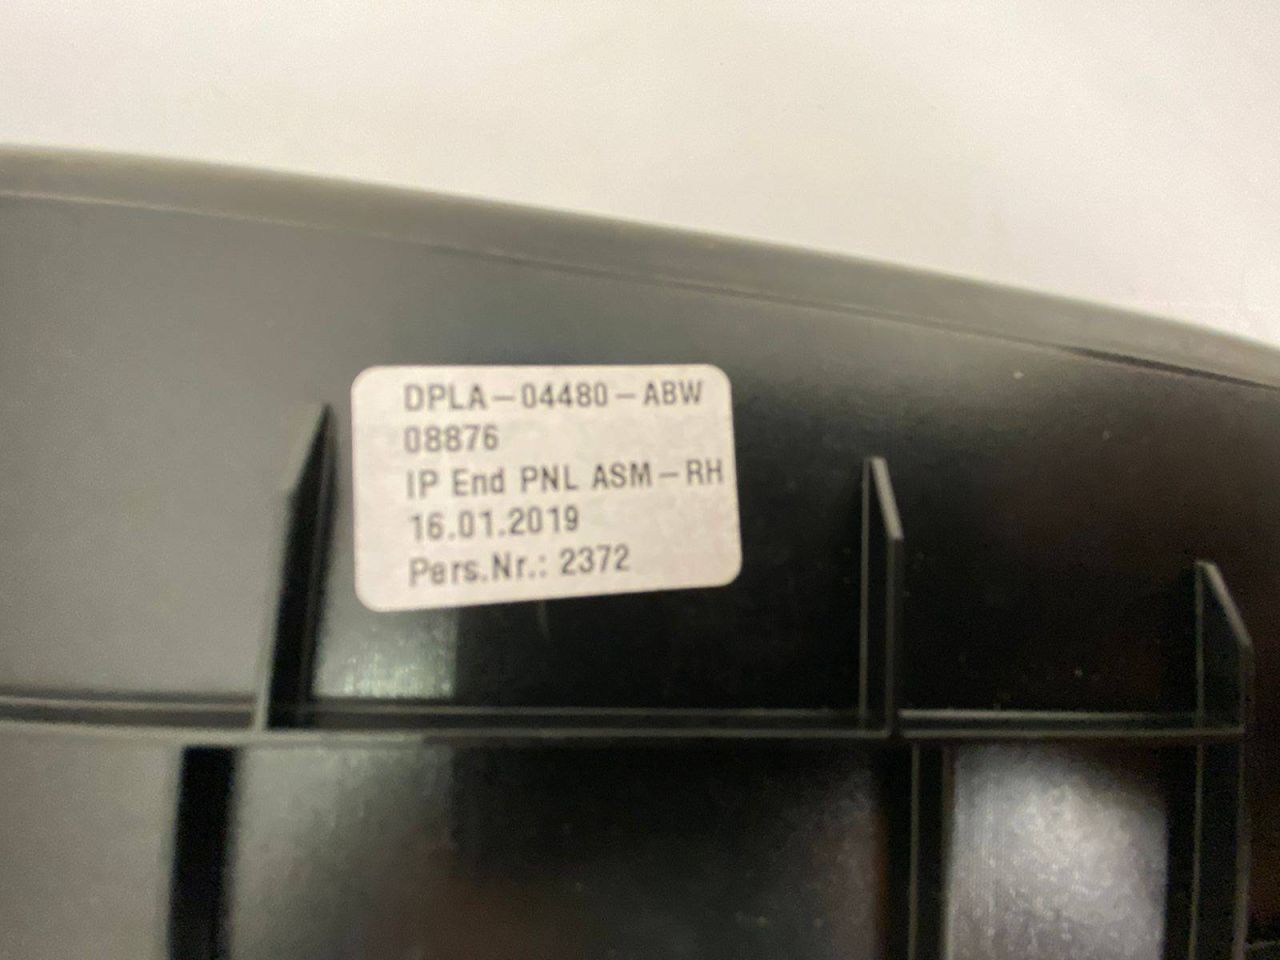 DPLA-04480-ABW
08876
IP End PNL ASM-RH
16.01.2019
Pers.Nr.: 2372